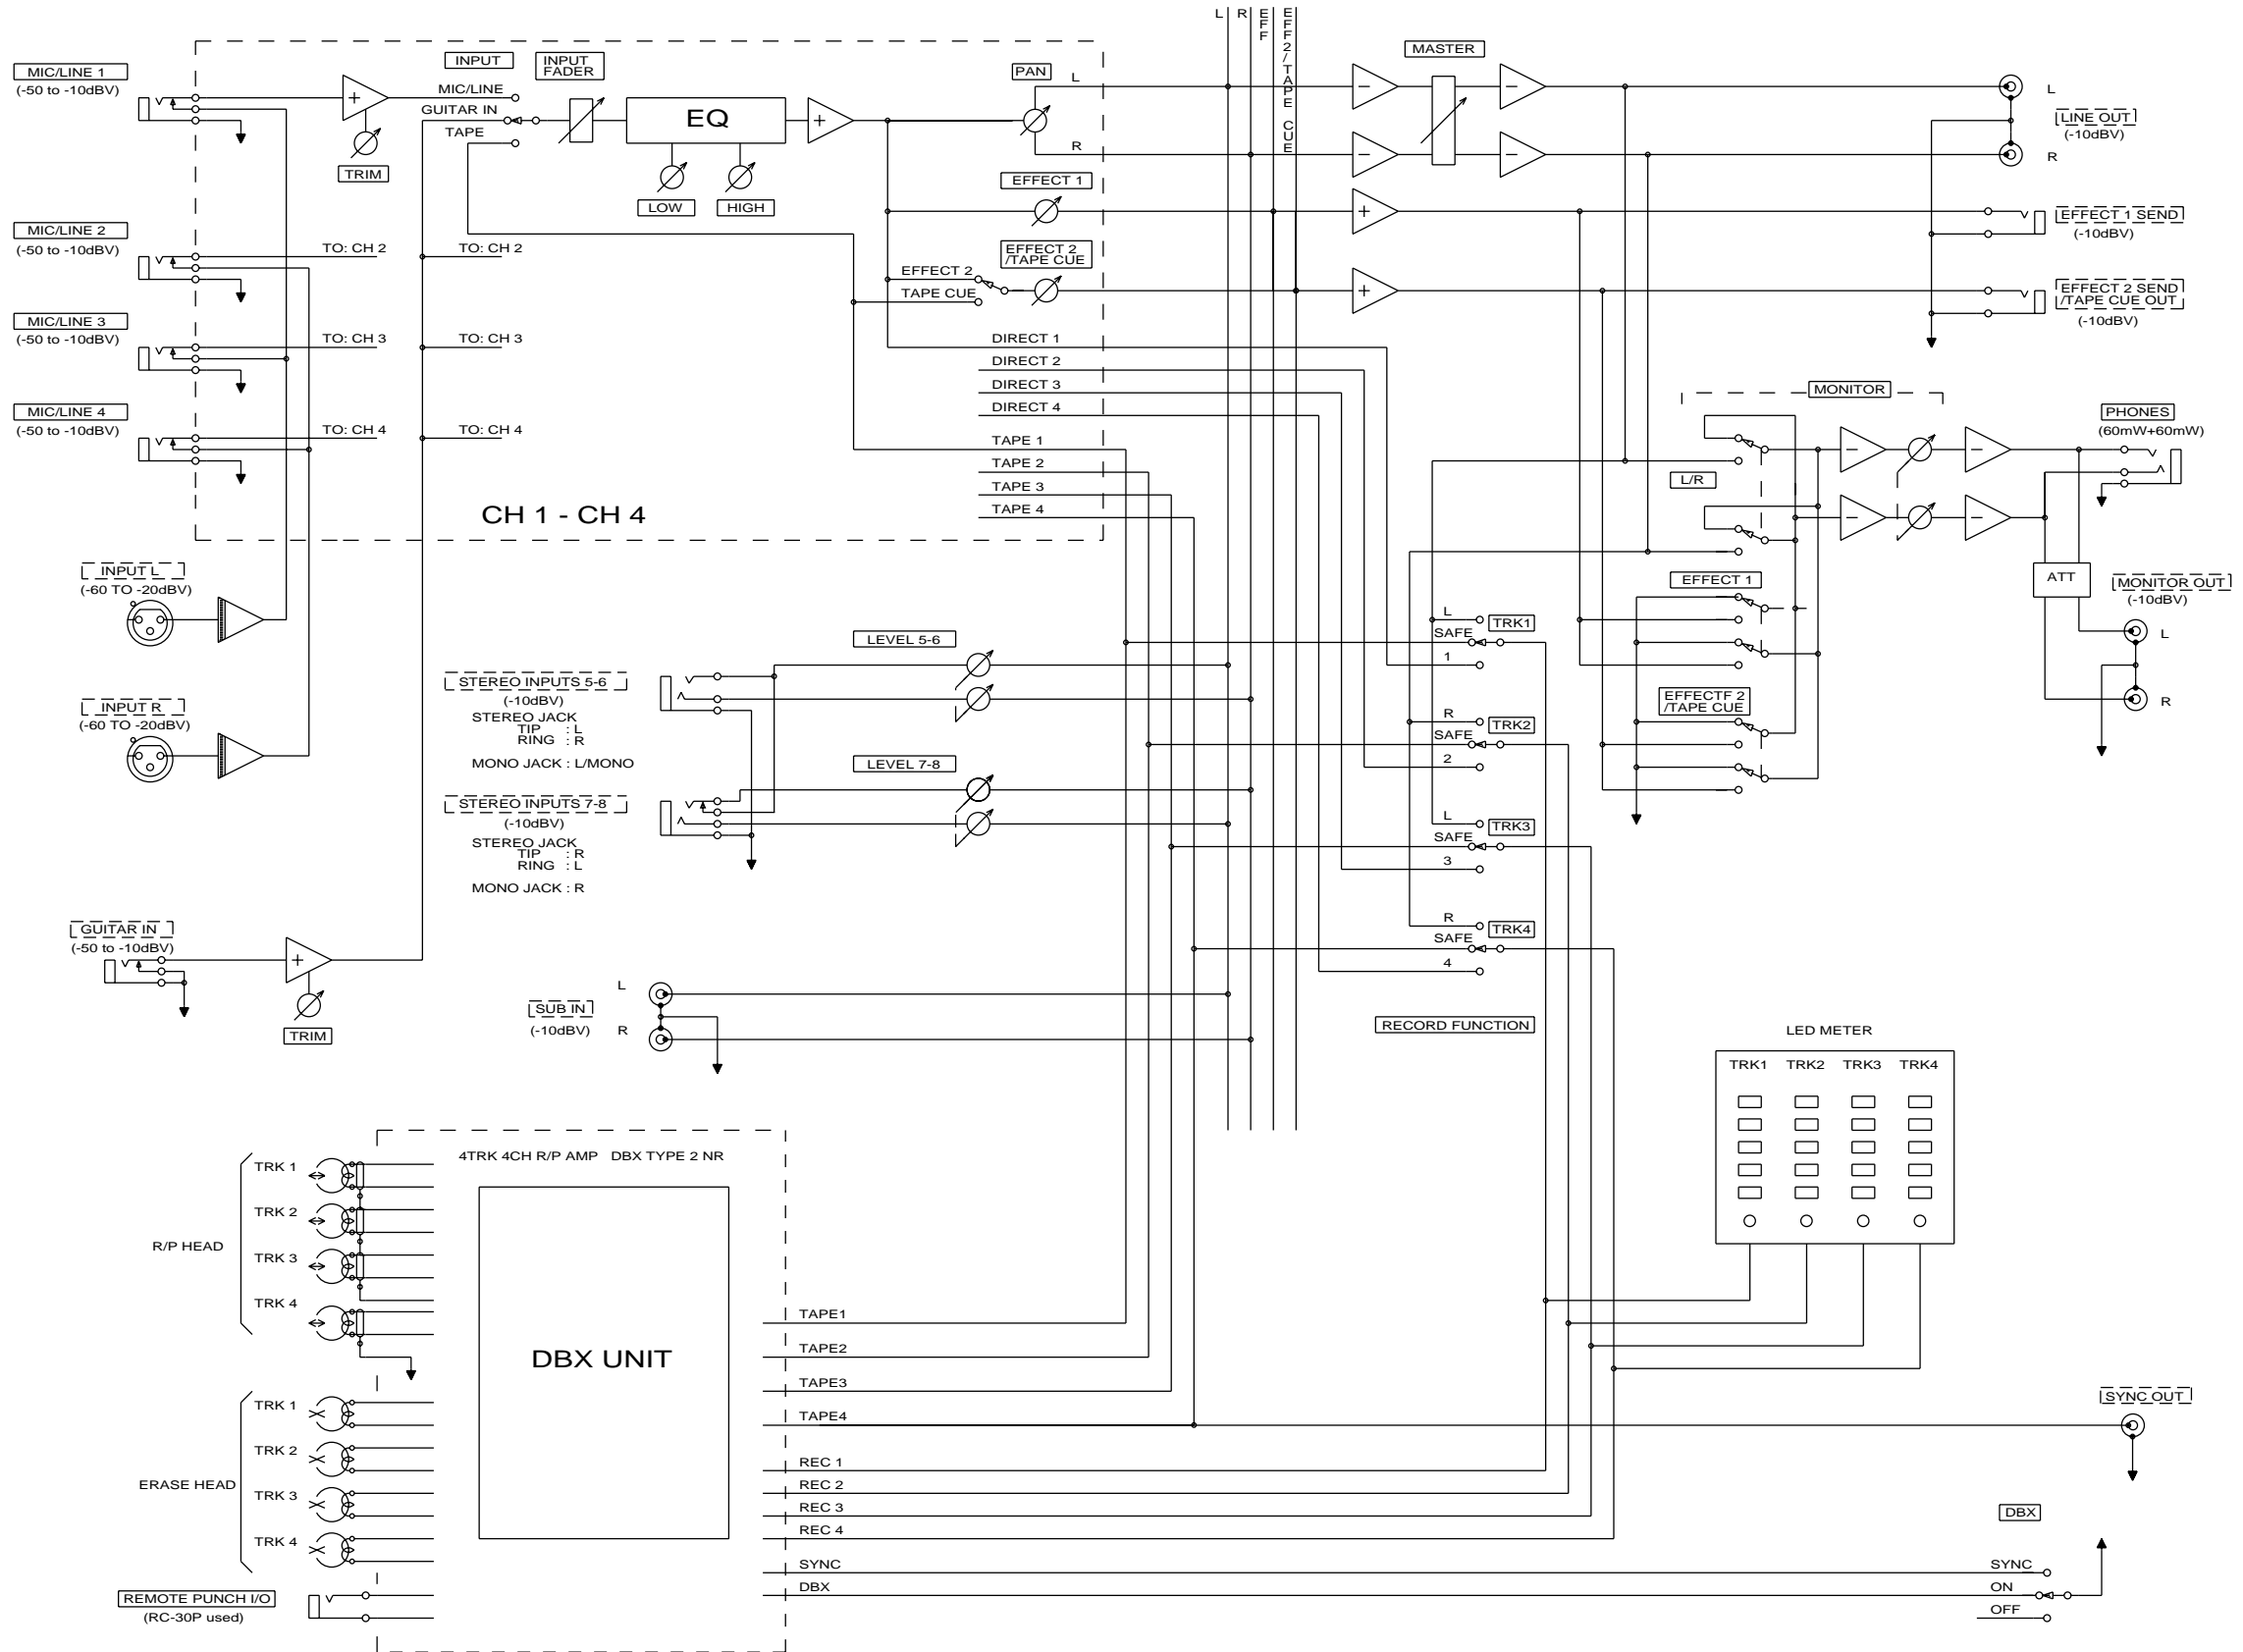 L
R
EFF
EFF2/TAPE CUE
MASTER
MIC/LINE 1
(-50 to -10dBV)
INPUT
INPUT
FADER
MIC/LINE
GUITAR IN
TAPE
TRIM
EQ
LOW
HIGH
PAN
L
R
EFFECT 1
EFFECT 2
/TAPE CUE
EFFECT 2
TAPE CUE
L
LINE OUT
(-10dBV)
R
EFFECT 1 SEND
(-10dBV)
EFFECT 2 SEND
/TAPE CUE OUT
(-10dBV)
MIC/LINE 2
(-50 to -10dBV)
TO: CH 2
TO: CH 2
MIC/LINE 3
(-50 to -10dBV)
TO: CH 3
TO: CH 3
MIC/LINE 4
(-50 to -10dBV)
TO: CH 4
TO: CH 4
DIRECT 1
DIRECT 2
DIRECT 3
DIRECT 4
TAPE 1
TAPE 2
TAPE 3
TAPE 4
CH 1 - CH 4
MONITOR
L/R
EFFECT 1
EFFECTF 2
/TAPE CUE
PHONES
(60mW+60mW)
ATT
MONITOR OUT
(-10dBV)
L
R
INPUT L
(-60 TO -20dBV)
INPUT R
(-60 TO -20dBV)
LEVEL 5-6
STEREO INPUTS 5-6
(-10dBV)
STEREO JACK
TIP : L
RING : R
MONO JACK : L/MONO
LEVEL 7-8
STEREO INPUTS 7-8
(-10dBV)
STEREO JACK
TIP : R
RING : L
MONO JACK : R
L
TRK1
SAFE
1
R
TRK2
SAFE
2
L
TRK3
SAFE
3
R
TRK4
SAFE
4
RECORD FUNCTION
GUITAR IN
(-50 to -10dBV)
TRIM
L
SUB IN
(-10dBV)
R
LED METER
TRK1 TRK2 TRK3 TRK4
4TRK 4CH R/P AMP DBX TYPE 2 NR
R/P HEAD
TRK 1
TRK 2
TRK 3
TRK 4
DBX UNIT
ERASE HEAD
TRK 1
TRK 2
TRK 3
TRK 4
REMOTE PUNCH I/O
(RC-30P used)
TAPE1
TAPE2
TAPE3
TAPE4
REC 1
REC 2
REC 3
REC 4
SYNC
DBX
SYNC OUT
DBX
SYNC
ON
OFF